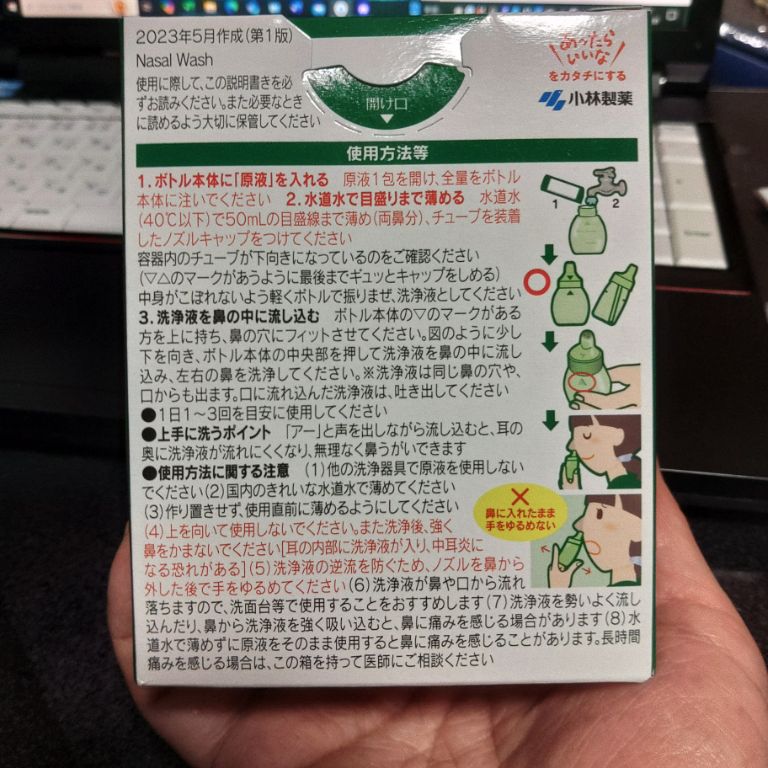 2023年5月作成(第1版)
Nasal Wash
使用に際して、この説明書きを必
ずお読みください。また必要なとき
に読めるよう大切に保管してください
開け口
あったら
いいな
をカタチにする
小林製薬
使用方法等
1. ボトル本体に「原液」を入れる 原液1包を開け、全量をボトル
本体に注いでください 2. 水道水で目盛りまで薄める 水道水
(40℃以下)で50mLの目盛線まで薄め(両鼻分)、チューブを装着
したノズルキャップをつけてください
容器内のチューブが下向きになっているのをご確認ください
(▽△のマークがあうように最後までギュッとキャップをしめる)
中身がこぼれないよう軽くボトルで振りまぜ、洗浄液としてください
3. 洗浄液を鼻の中に流し込む ボトル本体の▽のマークがある
方を上に持ち、鼻の穴にフィットさせてください。図のように少し
下を向き、ボトル本体の中央部を押して洗浄液を鼻の中に流し
込み、左右の鼻を洗浄してください。※洗浄液は同じ鼻の穴や、
口からも出ます。口に流れ込んだ洗浄液は、吐き出してください
●1日1~3回を目安に使用してください
●上手に洗うポイント 「アー」と声を出しながら流し込むと、耳の
奥に洗浄液が流れにくくなり、無理なく鼻うがいできます
●使用方法に関する注意 (1)他の洗浄器具で原液を使用しない
でください(2)国内のきれいな水道水で薄めてください
(3)作り置きせず、使用直前に薄めるようにしてください
(4)上を向いて使用しないでください。また洗浄後、強く
鼻をかまないでください[耳の内部に洗浄液が入り、中耳炎に
なる恐れがある](5)洗浄液の逆流を防ぐため、ノズルを鼻から
外した後で手をゆるめてください(6)洗浄液が鼻や口から流れ
落ちますので、洗面台等で使用することをおすすめします(7)洗浄液を勢いよく流し
込んだり、鼻から洗浄液を強く吸い込むと、鼻に痛みを感じる場合があります(8)水
道水で薄めずに原液をそのまま使用すると鼻に痛みを感じることがあります。長時間
痛みを感じる場合は、この箱を持って医師にご相談ください
1
2
×
鼻に入れたまま
手をゆるめない